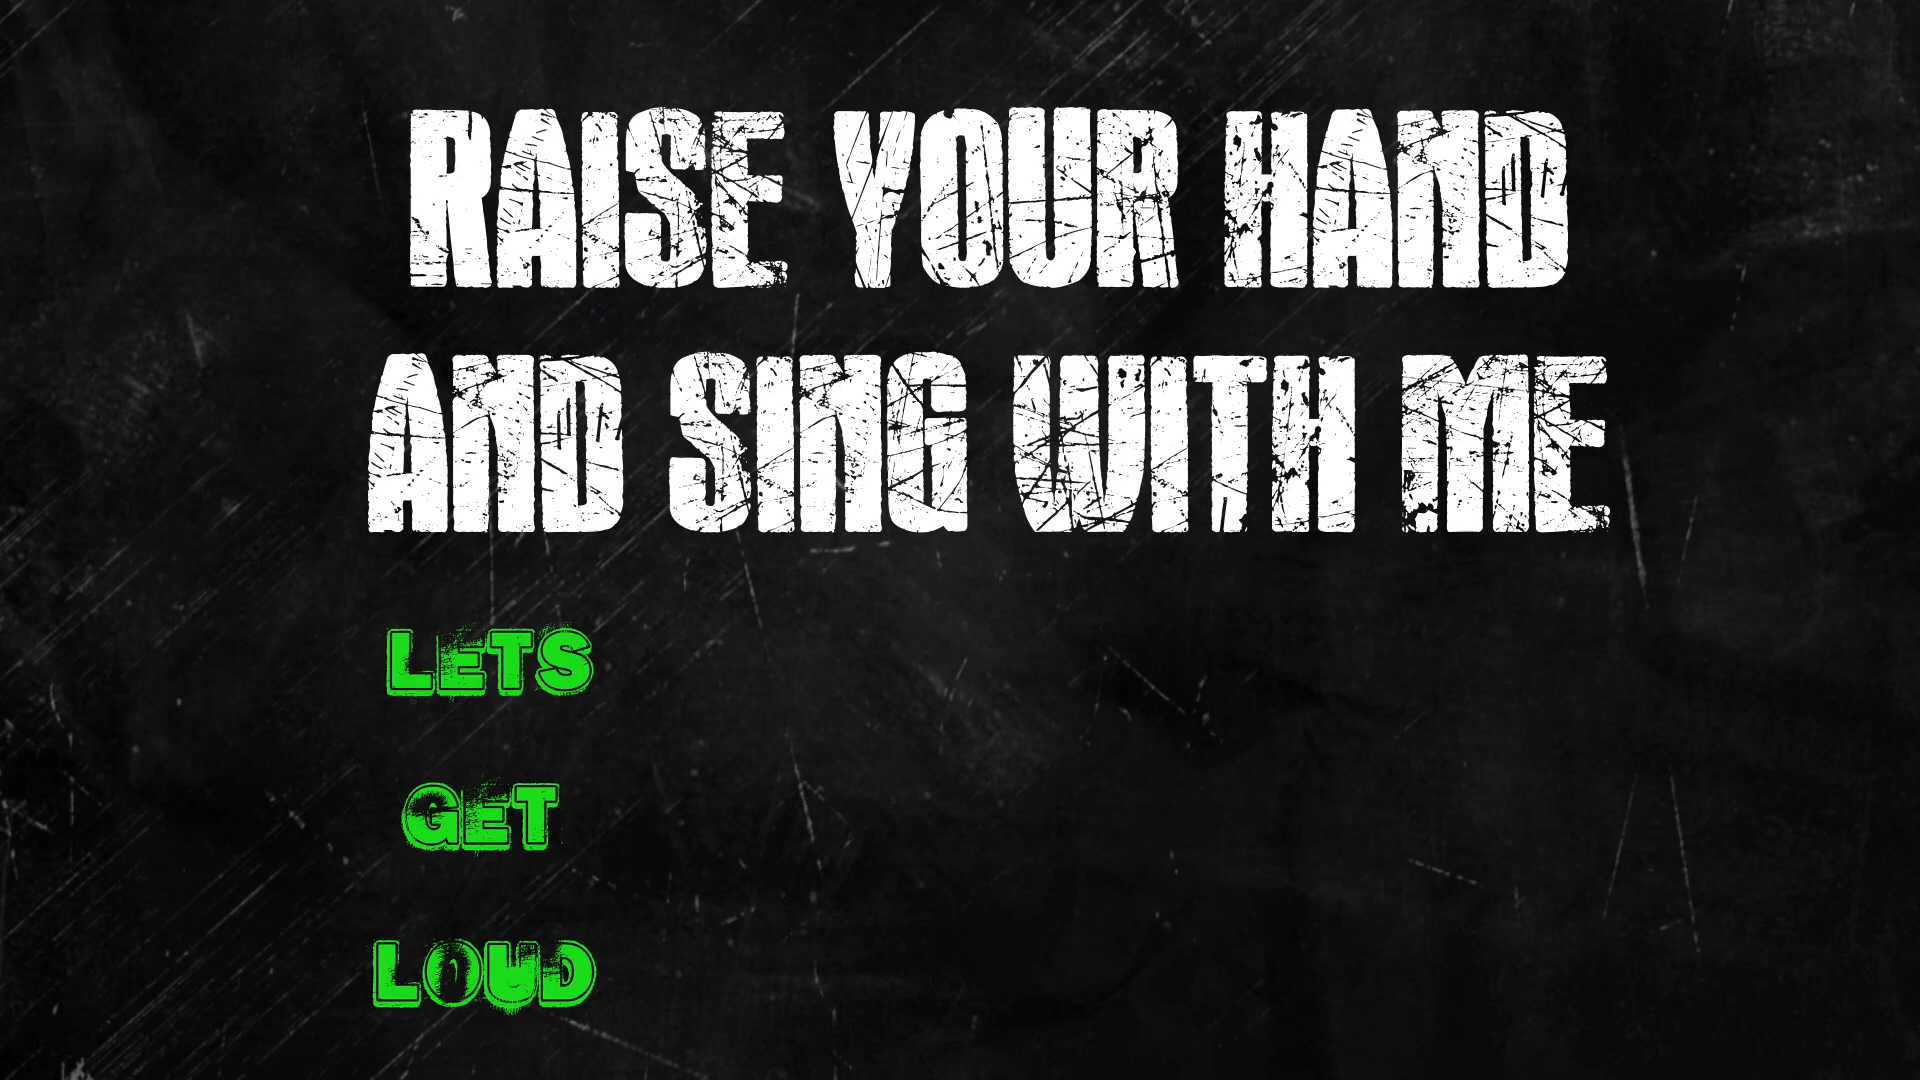 RAISE YOUR HAND
AND SING WITH ME
LETS
GET
LOUD